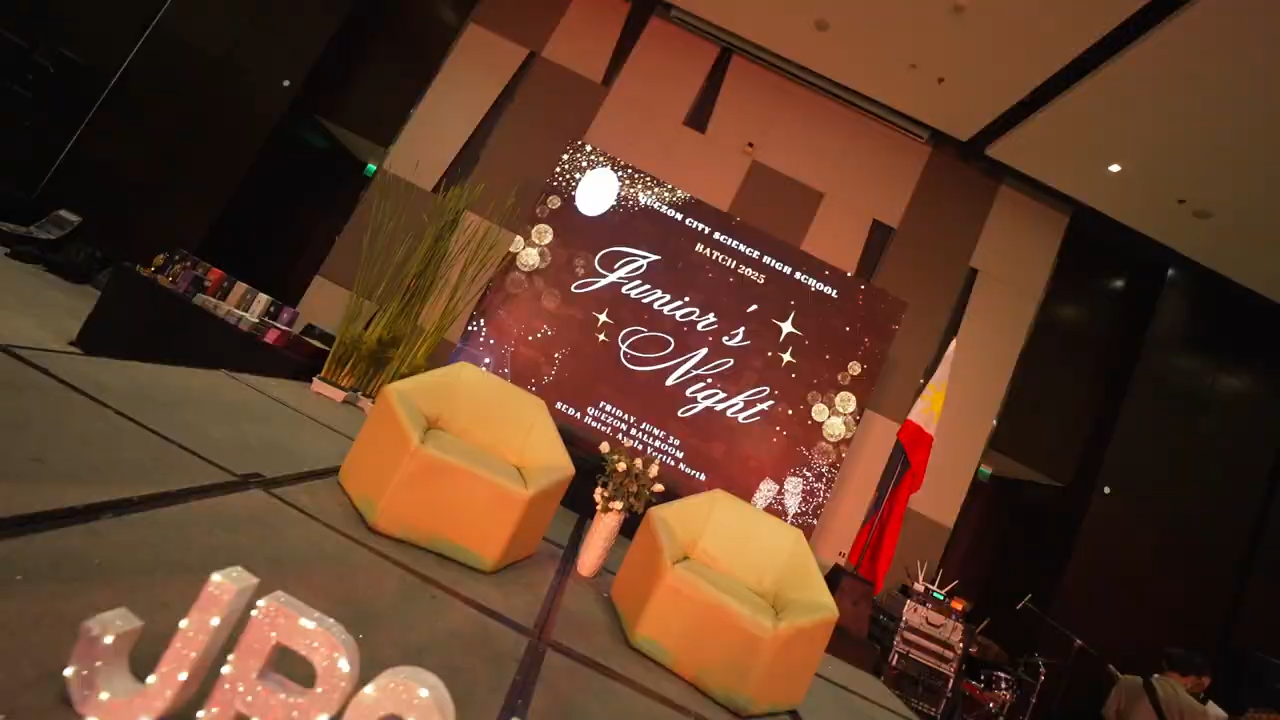 QUEZON CITY SCIENCE HIGH SCHOOL
BATCH 2025
Junior's
Night
FRIDAY, JUNE 30
QUEZON BALLROOM
SEDA Hotel, Ayala Vertis North
JP